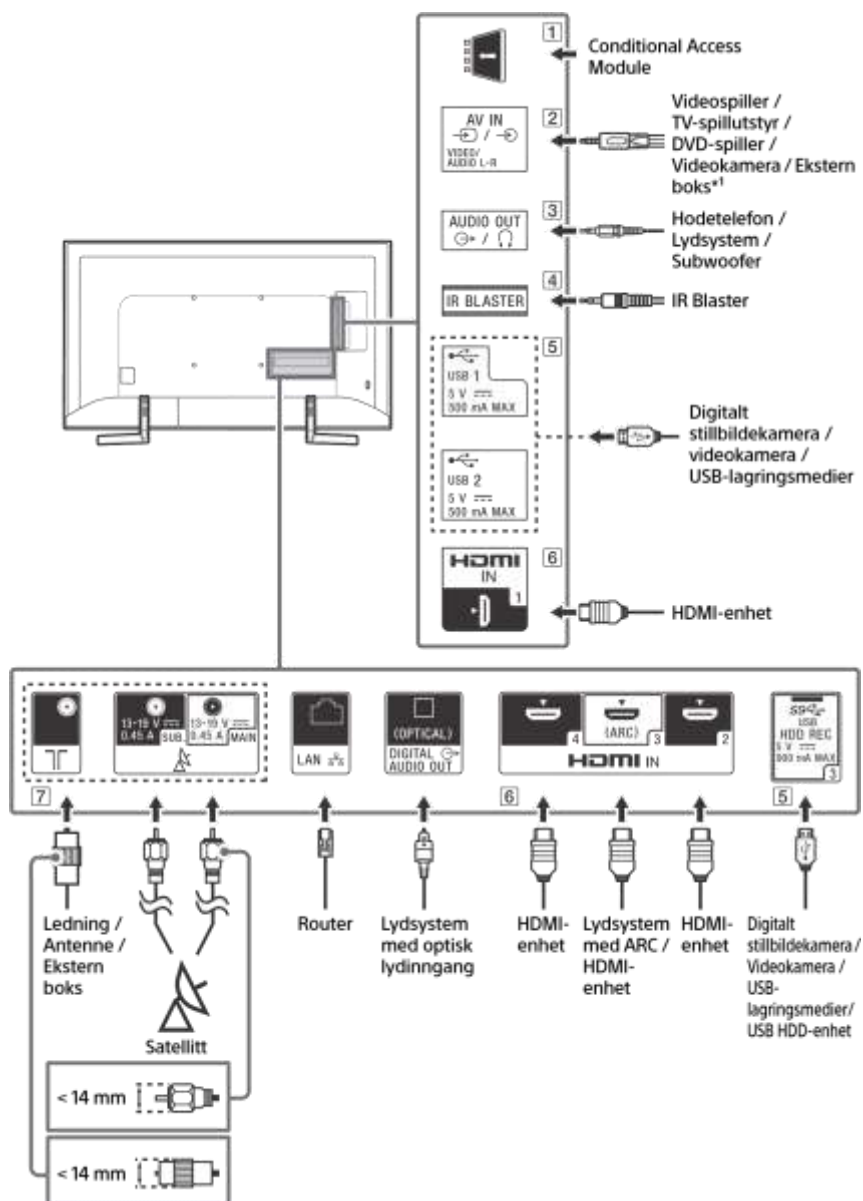 1
Conditional Access
Module
AV IN
/
VIDEO/
AUDIO L-R
2
Videospiller /
TV-spillutstyr /
DVD-spiller /
Videokamera / Ekstern
boks*1
AUDIO OUT
/
3
Hodetelefon /
Lydsystem /
Subwoofer
4
IR BLASTER
IR Blaster
5
USB 1
5 V
500 mA MAX
USB 2
5 V
500 mA MAX
Digitalt
stillbildekamera /
videokamera /
USB-lagringsmedier
6
HDMI
IN
1
HDMI-enhet
13-19 V
0.45 A
SUB
13-19 V
0.45 A
MAIN
LAN
(OPTICAL)
DIGITAL
AUDIO OUT
4
(ARC)
3
2
HDMI IN
SS
USB
HDD REC
5 V
900 mA MAX
3
7
6
5
Ledning /
Antenne /
Ekstern
boks
Satellitt
Router
Lydsystem
med optisk
lydinngang
HDMI-
enhet
Lydsystem
med ARC /
HDMI-
enhet
HDMI-
enhet
Digitalt
stillbildekamera /
Videokamera /
USB-
lagringsmedier/
USB HDD-enhet
< 14 mm
< 14 mm